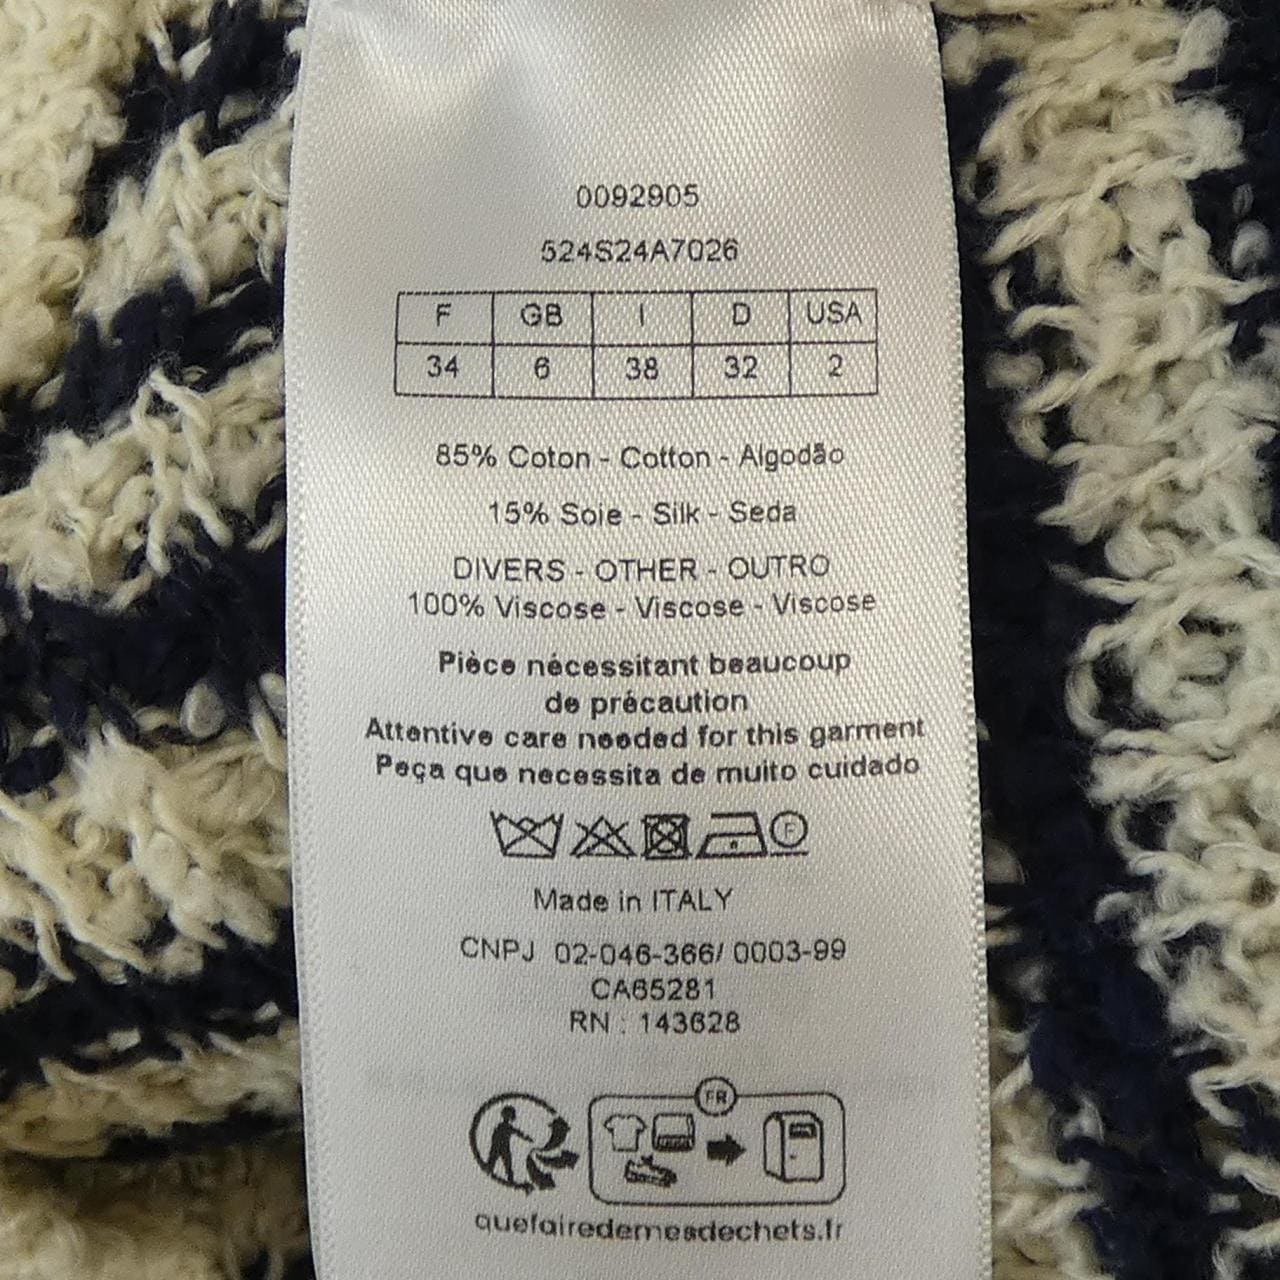 0092905
524S24A7026
F GB I D USA
34 6 38 32 2
85% Coton - Cotton - Algodão
15% Soie - Silk - Seda
DIVERS - OTHER - OUTRO
100% Viscose - Viscose - Viscose
Pièce nécessitant beaucoup
de précaution
Attentive care needed for this garment
Peça que necessita de muito cuidado
F
Made in ITALY
CNPJ 02-046-366/ 0003-99
CA65281
RN : 143628
FR
quefairedemesdechets.fr